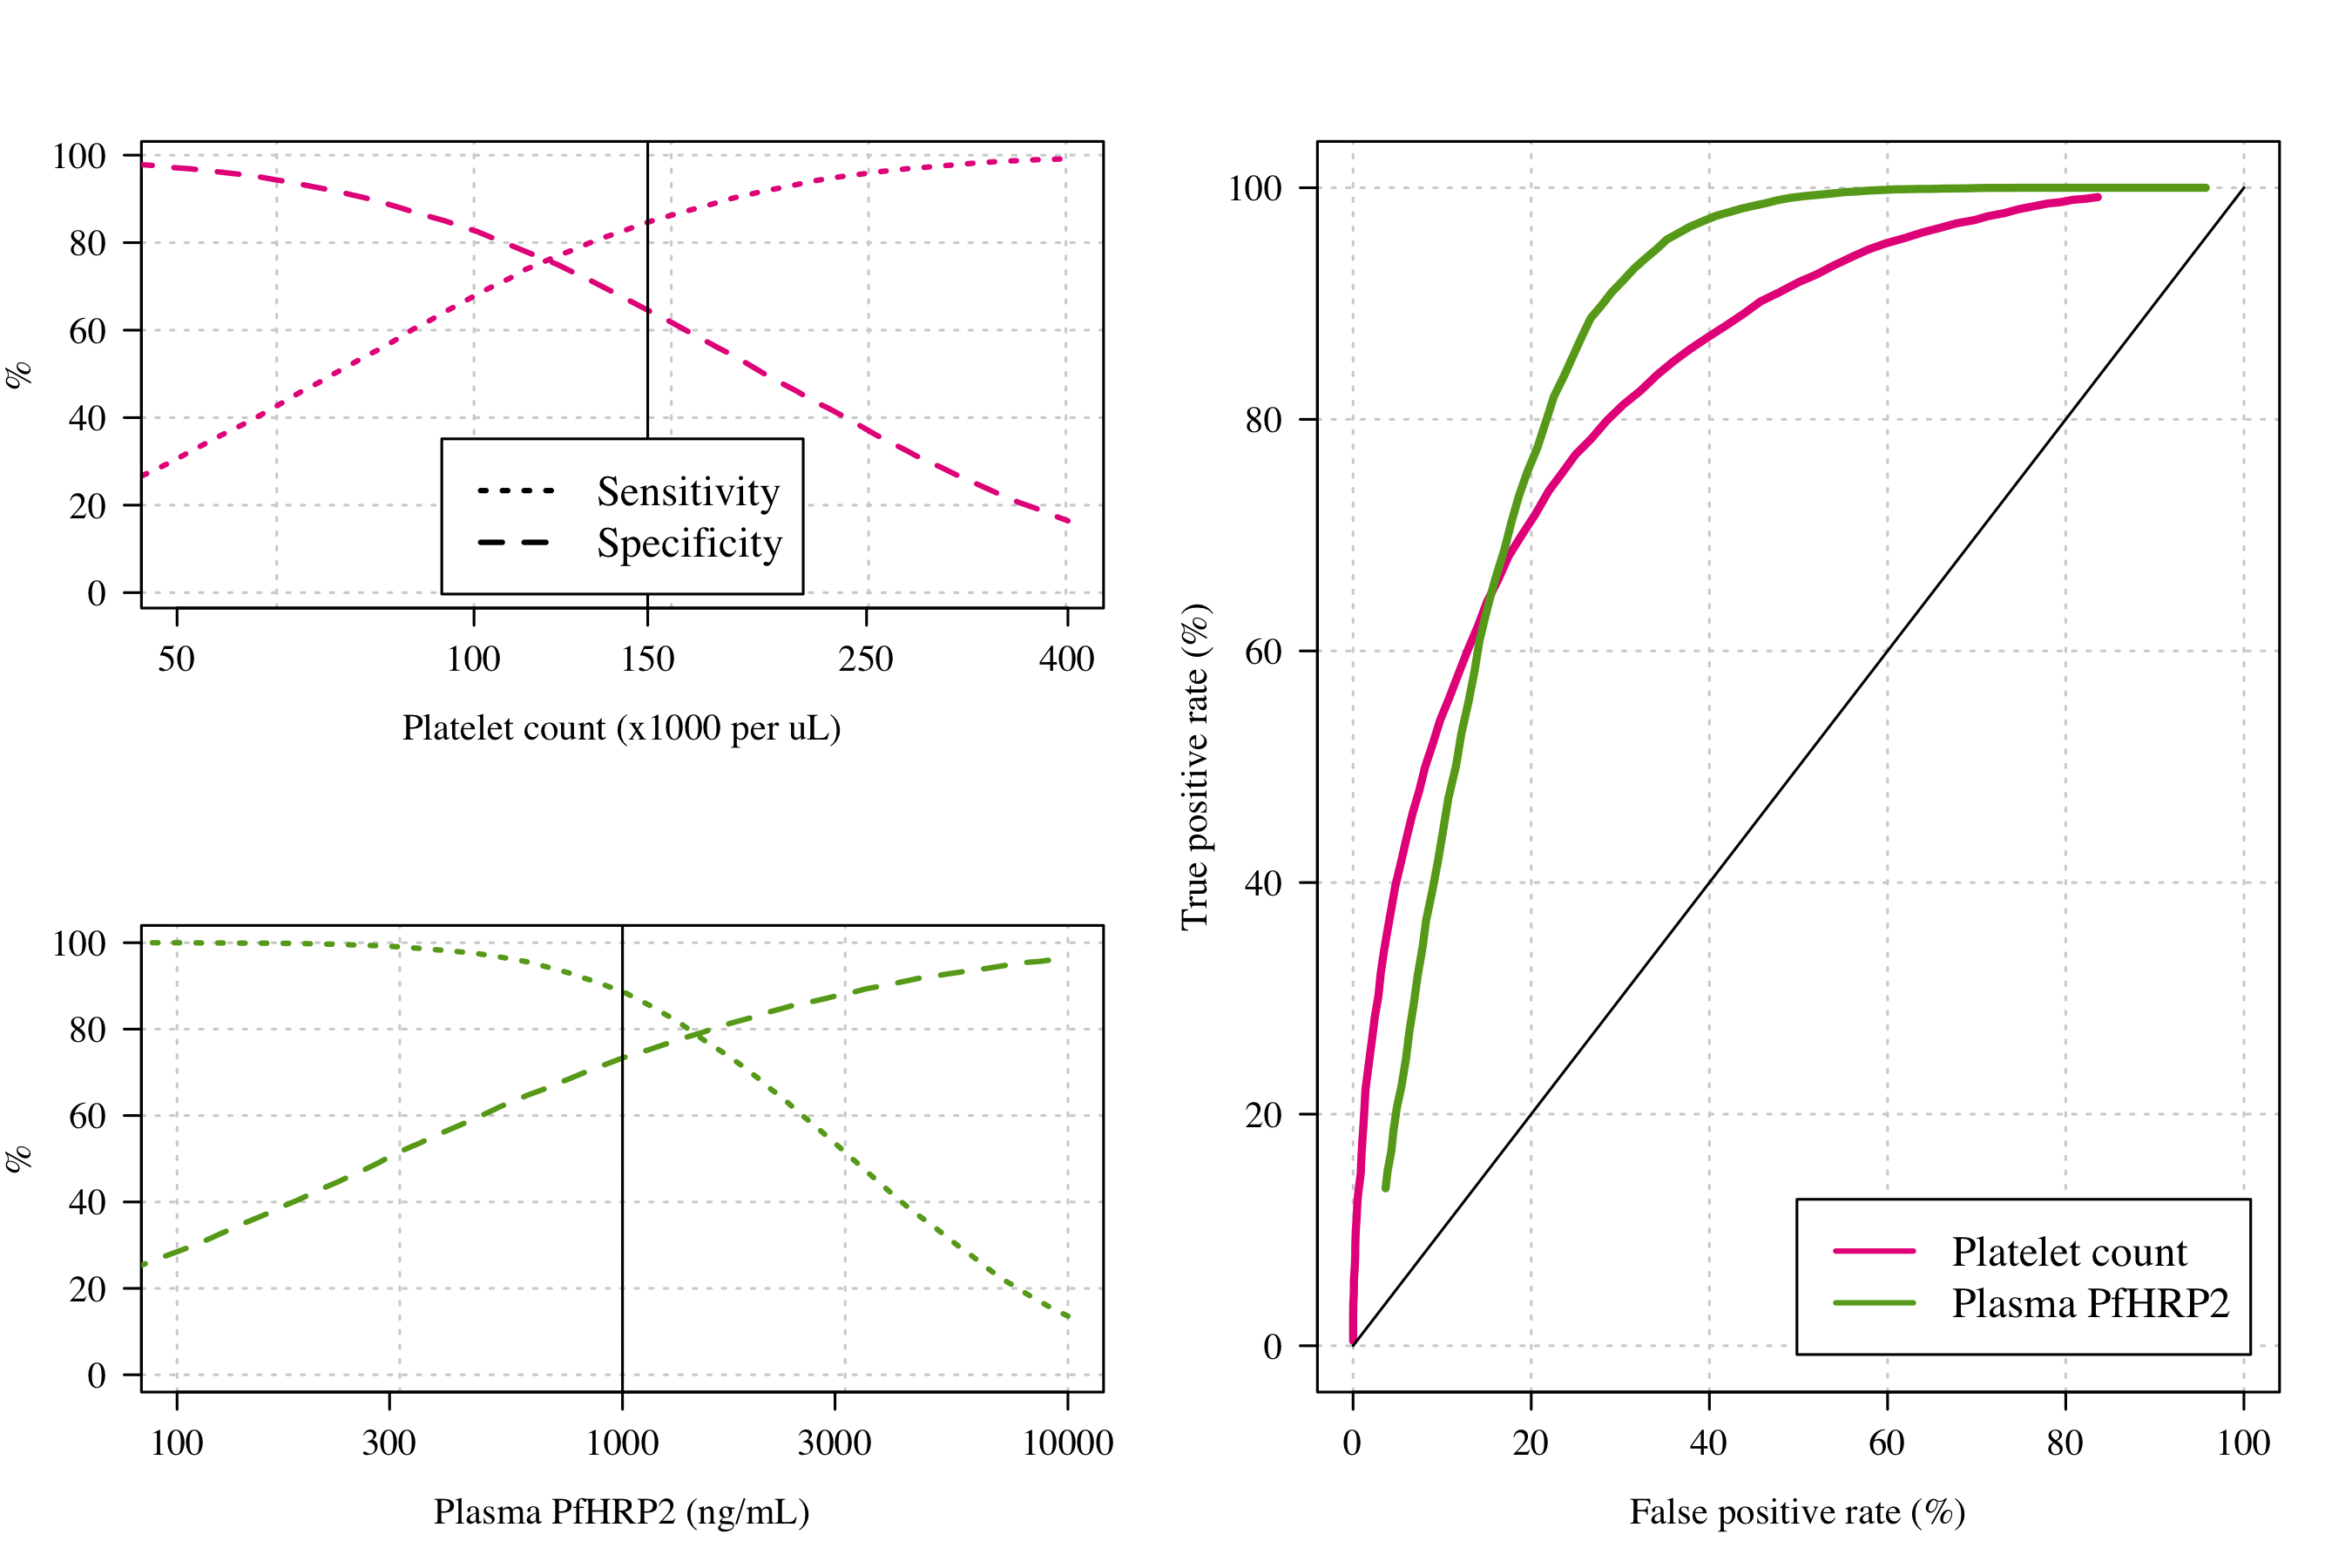 100
80
60
40
20
0
%
Sensitivity
Specificity
50 100 150 250 400
Platelet count (x1000 per uL)
100
80
60
40
20
0
%
100 300 1000 3000 10000
Plasma PfHRP2 (ng/mL)
100
80
60
40
20
0
True positive rate (%)
Platelet count
Plasma PfHRP2
0 20 40 60 80 100
False positive rate (%)